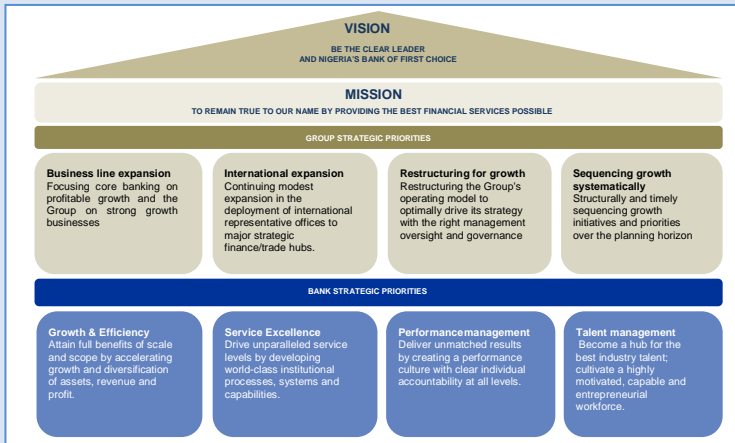 VISION
BE THE CLEAR LEADER
AND NIGERIA'S BANK OF FIRST CHOICE
MISSION
TO REMAIN TRUE TO OUR NAME BY PROVIDING THE BEST FINANCIAL SERVICES POSSIBLE
GROUP STRATEGIC PRIORITIES
Business line expansion
Focusing core banking on
profitable growth and the
Group on strong growth
businesses
International expansion
Continuing modest
expansion in the
deployment of international
representative offices to
major strategic
finance/trade hubs.
Restructuring for growth
Restructuring the Group's
operating model to
optimally drive its strategy
with the right management
oversight and governance
Sequencing growth
systematically
Structurally and timely
sequencing growth
initiatives and priorities
over the planning horizon
BANK STRATEGIC PRIORITIES
Growth & Efficiency
Attain full benefits of scale
and scope by accelerating
growth and diversification
of assets, revenue and
profit.
Service Excellence
Drive unparalleled service
levels by developing
world-class institutional
processes, systems and
capabilities.
Performance management
Deliver unmatched results
by creating a performance
culture with clear individual
accountability at all levels.
Talent management
Become a hub for the
best industry talent;
cultivate a highly
motivated, capable and
entrepreneurial
workforce.